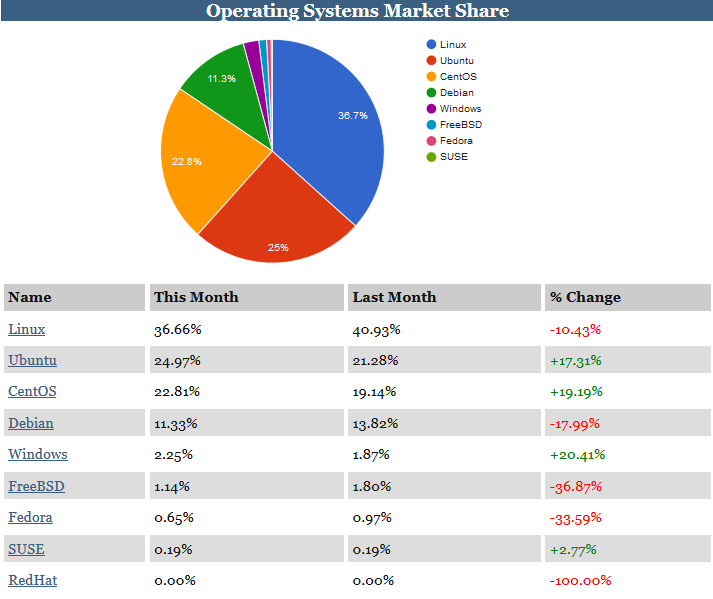 Operating Systems Market Share
Linux
Ubuntu
CentOS
Debian
Windows
FreeBSD
Fedora
SUSE
36.7%
25%
22.8%
11.3%
Name This Month Last Month % Change
Linux 36.66% 40.93% -10.43%
Ubuntu 24.97% 21.28% +17.31%
CentOS 22.81% 19.14% +19.19%
Debian 11.33% 13.82% -17.99%
Windows 2.25% 1.87% +20.41%
FreeBSD 1.14% 1.80% -36.87%
Fedora 0.65% 0.97% -33.59%
SUSE 0.19% 0.19% +2.77%
RedHat 0.00% 0.00% -100.00%